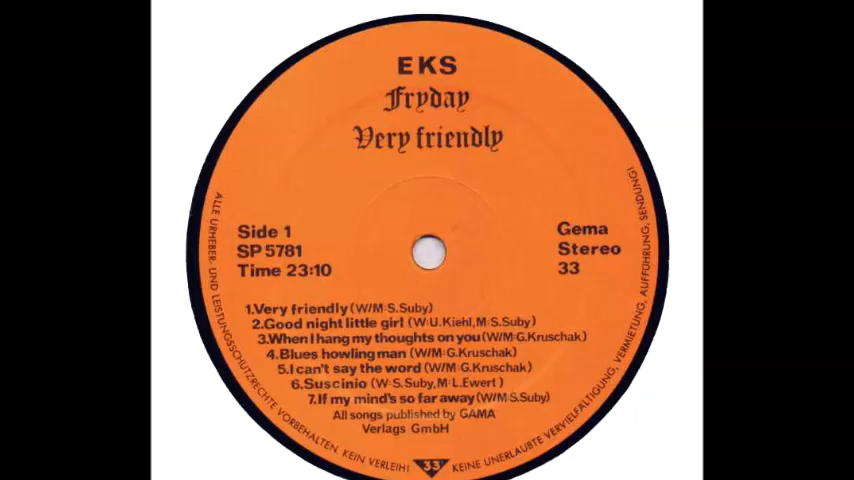 EKS
Fryday
Very friendly
Side 1
SP 5781
Time 23:10
Gema
Stereo
33
1.Very friendly (W/M:S.Suby)
2.Good night little girl (W:U.Kiehl,M:S.Suby)
3.When I hang my thoughts on you (W/M:G.Kruschak)
4.Blues howling man (W/M:G.Kruschak)
5.I can't say the word (W/M:G.Kruschak)
6.Suscinio (W:S.Suby,M:L.Ewert)
7.If my mind's so far away (W/M:S.Suby)
All songs published by GAMA
Verlags GmbH
ALLE URHEBER- UND LEISTUNGSSCHUTZRECHTE VORBEHALTEN. KEIN VERLEIH! KEINE UNERLAUBTE VERVIELFÄLTIGUNG, VERMIETUNG, AUFFÜHRUNG, SENDUNG!
33